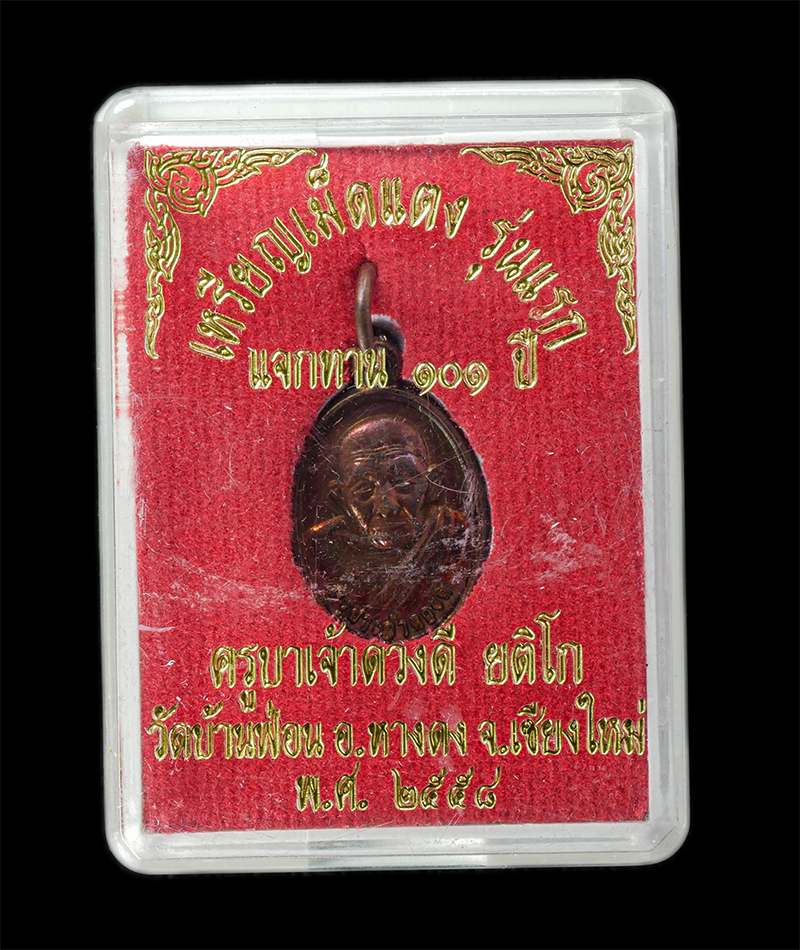 เหรียญเม็ดแตง รุ่นแรก
แจกทาน ๑๐๑ ปี
ครูบาเจ้าดวงดี ยติโก
วัดบ้านฟ่อน อ.หางดง จ.เชียงใหม่
พ.ศ. ๒๕๕๘